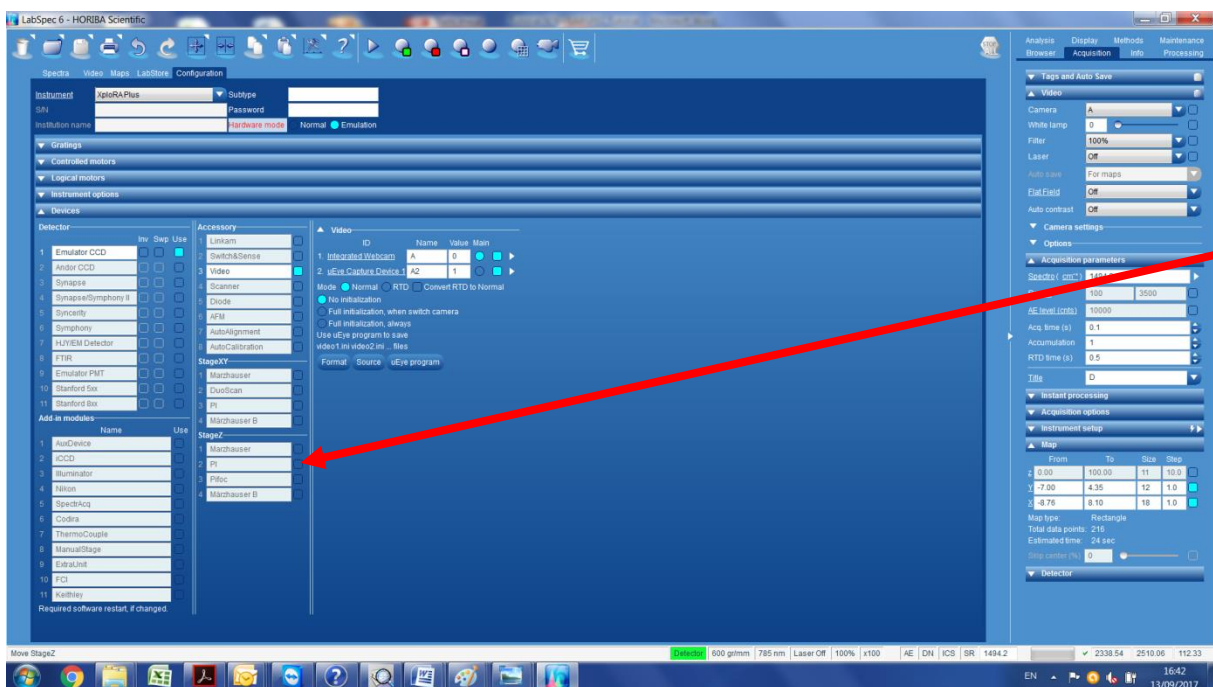 LabSpec 6 - HORIBA Scientific
Analysis Display Methods Maintenance
Browser Acquisition Info Processing
Spectra Video Maps LabStore Configuration
Instrument XploRA Plus Subtype
S/N Password
Institution name Hardware mode Normal Emulation
Gratings
Controlled motors
Logical motors
Instrument options
Devices
Detector
Inv Swp Use
1 Emulator CCD
2 Andor CCD
3 Synapse
4 Synapse/Symphony II
5 Syncerity
6 Symphony
7 HJY/IEM Detector
8 FTIR
9 Emulator PMT
10 Stanford 5xx
11 Stanford 8xx
Add-in modules
Name Use
1 AuxDevice
2 iCCD
3 Illuminator
4 Nikon
5 SpectrAcq
6 Codira
7 ThermoCouple
8 ManualStage
9 ExtraUnit
10 FCI
11 Keithley
Required software restart, if changed.
Accessory
1 Linkam
2 Switch&Sense
3 Video
4 Scanner
5 Diode
6 AFM
7 AutoAlignment
8 AutoCalibration
StageXY
1 Marzhauser
2 DuoScan
3 PI
4 Märzhauser B
StageZ
1 Marzhauser
2 PI
3 Pifoc
4 Märzhauser B
Video
ID Name Value Main
1. Integrated Webcam A 0
2. uEye Capture Device 1 A2 1
Mode Normal RTD Convert RTD to Normal
No initialization
Full initialization, when switch camera
Full initialization, always
Use uEye program to save
video1.ini video2.ini ... files
Format Source uEye program
Tags and Auto Save
Video
Camera A
White lamp 0
Filter 100%
Laser Off
Auto save For maps
Flat Field Off
Auto contrast Off
Camera settings
Options
Acquisition parameters
Spectro ( cm⁻¹ )
100 3500
AE level (cnts) 10000
Acq. time (s) 0.1
Accumulation 1
RTD time (s) 0.5
Title D
Instant processing
Acquisition options
Instrument setup
Map
From To Size Step
z 0.00 100.00 11 10.0
Y -7.00 4.35 12 1.0
X -8.76 8.10 18 1.0
Map type: Rectangle
Total data points: 216
Estimated time: 24 sec
Strip center (%) 0
Detector
Move StageZ
Detector 600 gr/mm 785 nm Laser Off 100% x100 AE DN ICS SR 1494.2 2338.54 2510.06 112.33
EN 16:42
13/09/2017